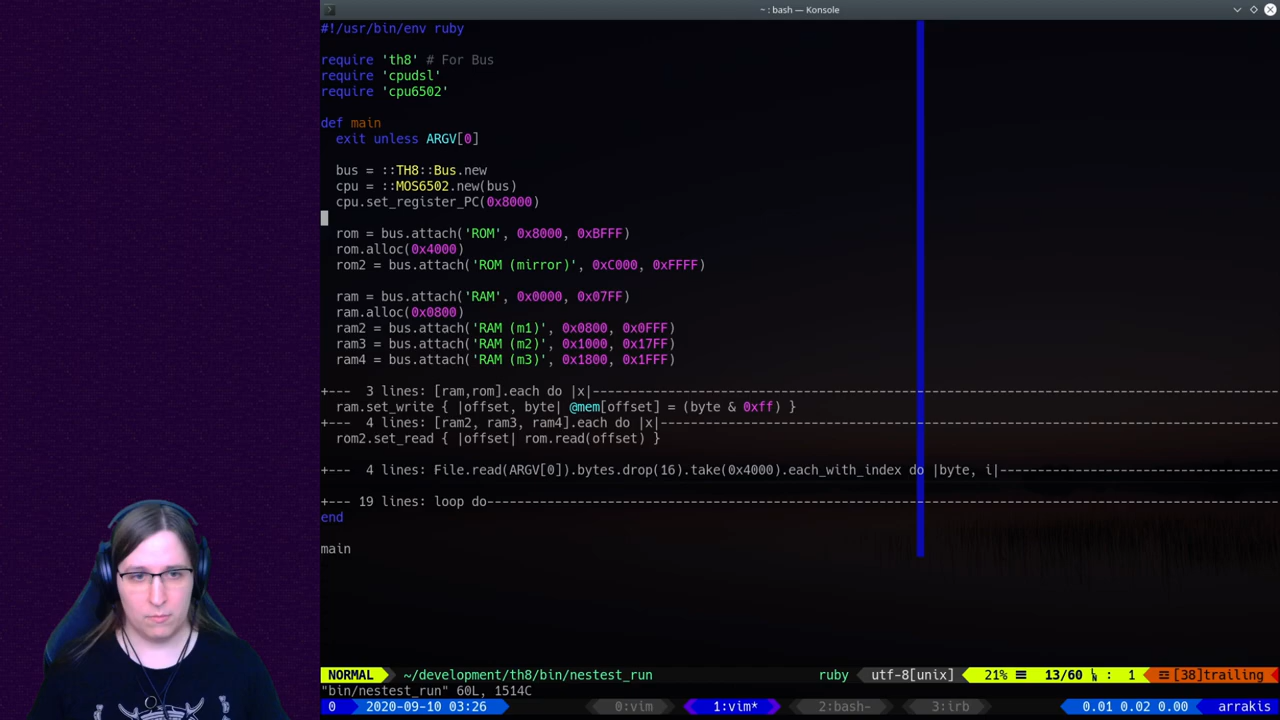 ~ : bash — Konsole
#!/usr/bin/env ruby
require 'th8' # For Bus
require 'cpudsl'
require 'cpu6502'
def main
exit unless ARGV[0]
bus = ::TH8::Bus.new
cpu = ::MOS6502.new(bus)
cpu.set_register_PC(0x8000)
rom = bus.attach('ROM', 0x8000, 0xBFFF)
rom.alloc(0x4000)
rom2 = bus.attach('ROM (mirror)', 0xC000, 0xFFFF)
ram = bus.attach('RAM', 0x0000, 0x07FF)
ram.alloc(0x0800)
ram2 = bus.attach('RAM (m1)', 0x0800, 0x0FFF)
ram3 = bus.attach('RAM (m2)', 0x1000, 0x17FF)
ram4 = bus.attach('RAM (m3)', 0x1800, 0x1FFF)
+--- 3 lines: [ram,rom].each do |x|------------------------------------------------------------------------------------------
ram.set_write { |offset, byte| @mem[offset] = (byte & 0xff) }
+--- 4 lines: [ram2, ram3, ram4].each do |x|----------------------------------------------------------------------------------
rom2.set_read { |offset| rom.read(offset) }
+--- 4 lines: File.read(ARGV[0]).bytes.drop(16).take(0x4000).each_with_index do |byte, i|-------------------------------------
+--- 19 lines: loop do---------------------------------------------------------------------------------------------------------
end
main
NORMAL ~/development/th8/bin/nestest_run ruby utf-8[unix] 21% ☰ 13/60 ㏑ : 1 ☲ [38]trailing
"bin/nestest_run" 60L, 1514C
0 2020-09-10 03:26 0:vim 1:vim* 2:bash- 3:irb 0.01 0.02 0.00 arrakis